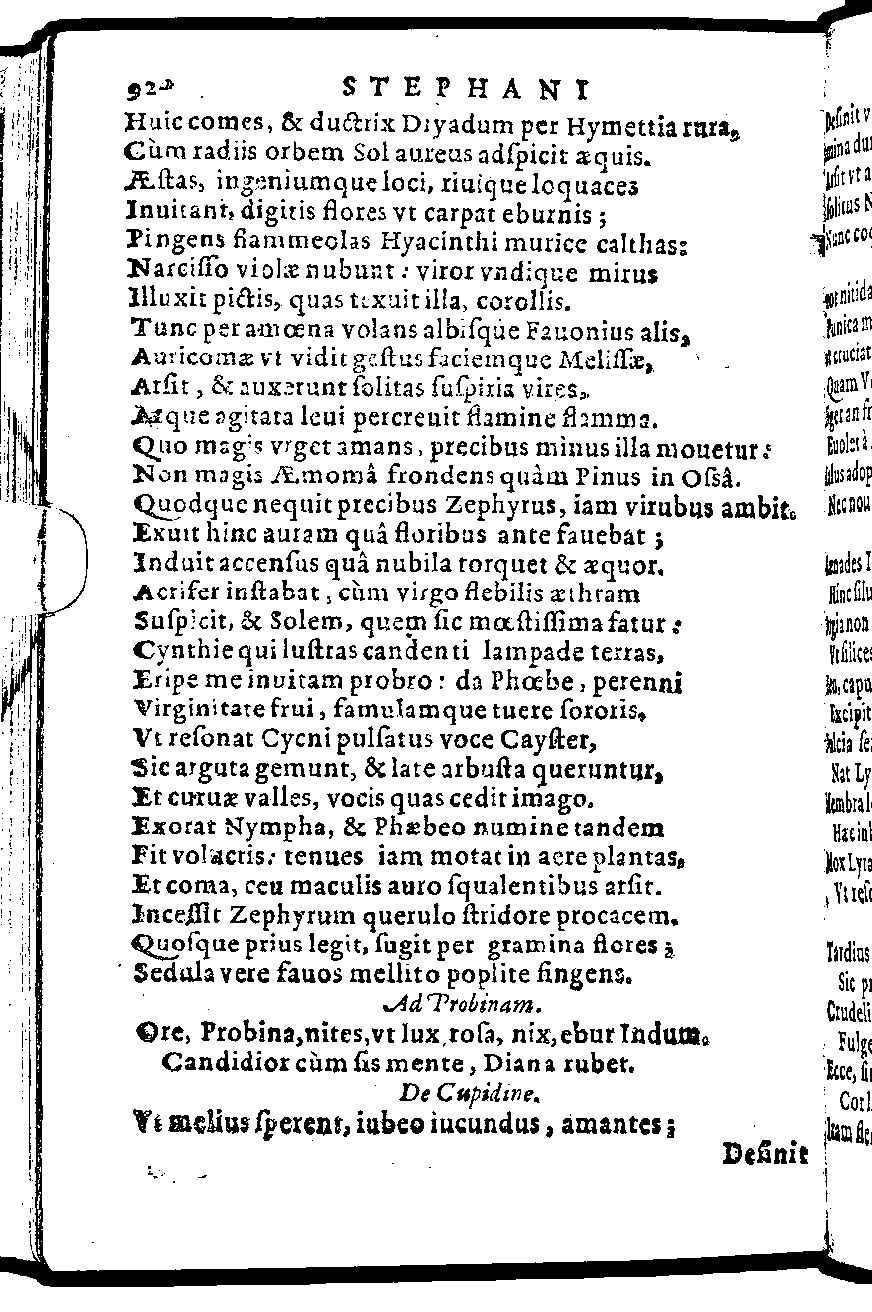 92
STEPHANI
Huic comes, & ductrix Dryadum per Hymettia rura,
Cùm radiis orbem Sol aureus adſpicit æquis.
Æſtas, ingeniumque loci, riuique loquaces
Inuitant, digitis flores vt carpat eburnis ;
Pingens flammeolas Hyacinthi murice calthas:
Narciſſo violæ nubunt : viror vndique mirus
Illuxit pictis, quas texuit illa, corollis.
Tunc per amœna volans albiſque Fauonius alis,
Auricomæ vt vidit geſtus faciemque Meliſſæ,
Arſit, & auxerunt ſolitas ſuſpiria vires,
Atque agitata leui percreuit flamine flamma.
Quo magis vrget amans, precibus minus illa mouetur:
Non magis Æmoniâ frondens quàm Pinus in Oſsâ.
Quodque nequit precibus Zephyrus, iam viribus ambit.
Exuit hinc auram quâ floribus ante fauebat ;
Induit accenſus quâ nubila torquet & æquor.
Acrifer inſtabat, cùm virgo flebilis æthram
Suſpicit, & Solem, quem ſic mœſtiſſima fatur :
Cynthie qui luſtras candenti lampade terras,
Eripe me inuitam probro : da Phœbe, perenni
Virginitate frui, famulamque tuere ſororis,
Vt reſonat Cycni pulſatus voce Cayſter,
Sic arguta gemunt, & late arbuſta queruntur,
Et curuæ valles, vocis quas cedit imago.
Exorat Nympha, & Phæbeo numine tandem
Fit volucris: tenues iam motat in aere plantas,
Et coma, ceu maculis auro ſqualentibus arſit.
Inceſſit Zephyrum querulo ſtridore procacem.
Quoſque prius legit, ſugit per gramina flores ;
Sedula vere fauos mellito poplite fingens.
Ad Probinam.
Ore, Probina, nites, vt lux, roſa, nix, ebur Indum.
Candidior cùm ſis mente, Diana rubet.
De Cupidine.
Vt melius ſperent, iubeo iucundus, amantes ;
Definit